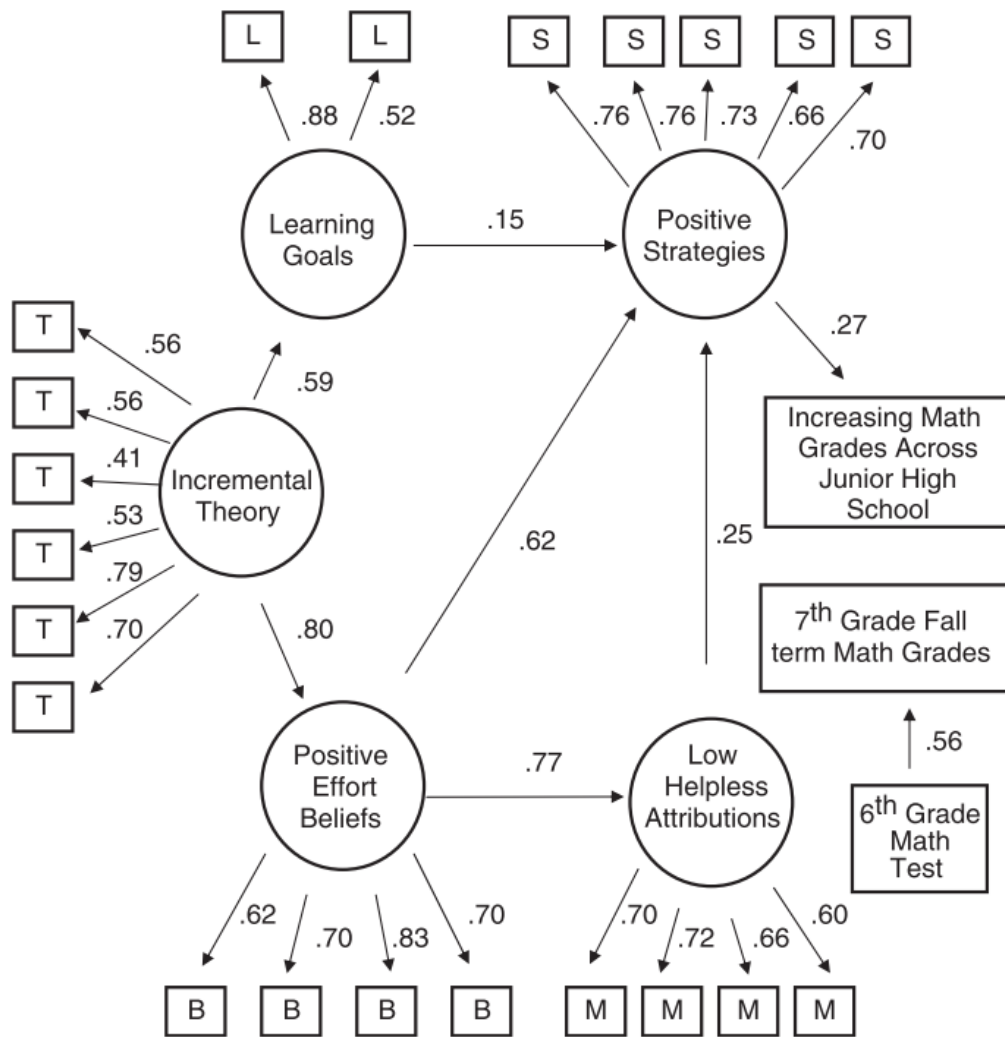 L L
S S S S S
.88 .52
.76 .76 .73 .66 .70
Learning
Goals
.15
Positive
Strategies
T
T
T
T
T
T
.56
.56
.41
.53
.79
.70
.59
Incremental
Theory
.27
Increasing Math
Grades Across
Junior High
School
.62
.25
.80
7th Grade Fall
term Math Grades
.56
6th Grade
Math
Test
Positive
Effort
Beliefs
.77
Low
Helpless
Attributions
.62 .70 .83 .70
.70 .72 .66 .60
B B B B
M M M M